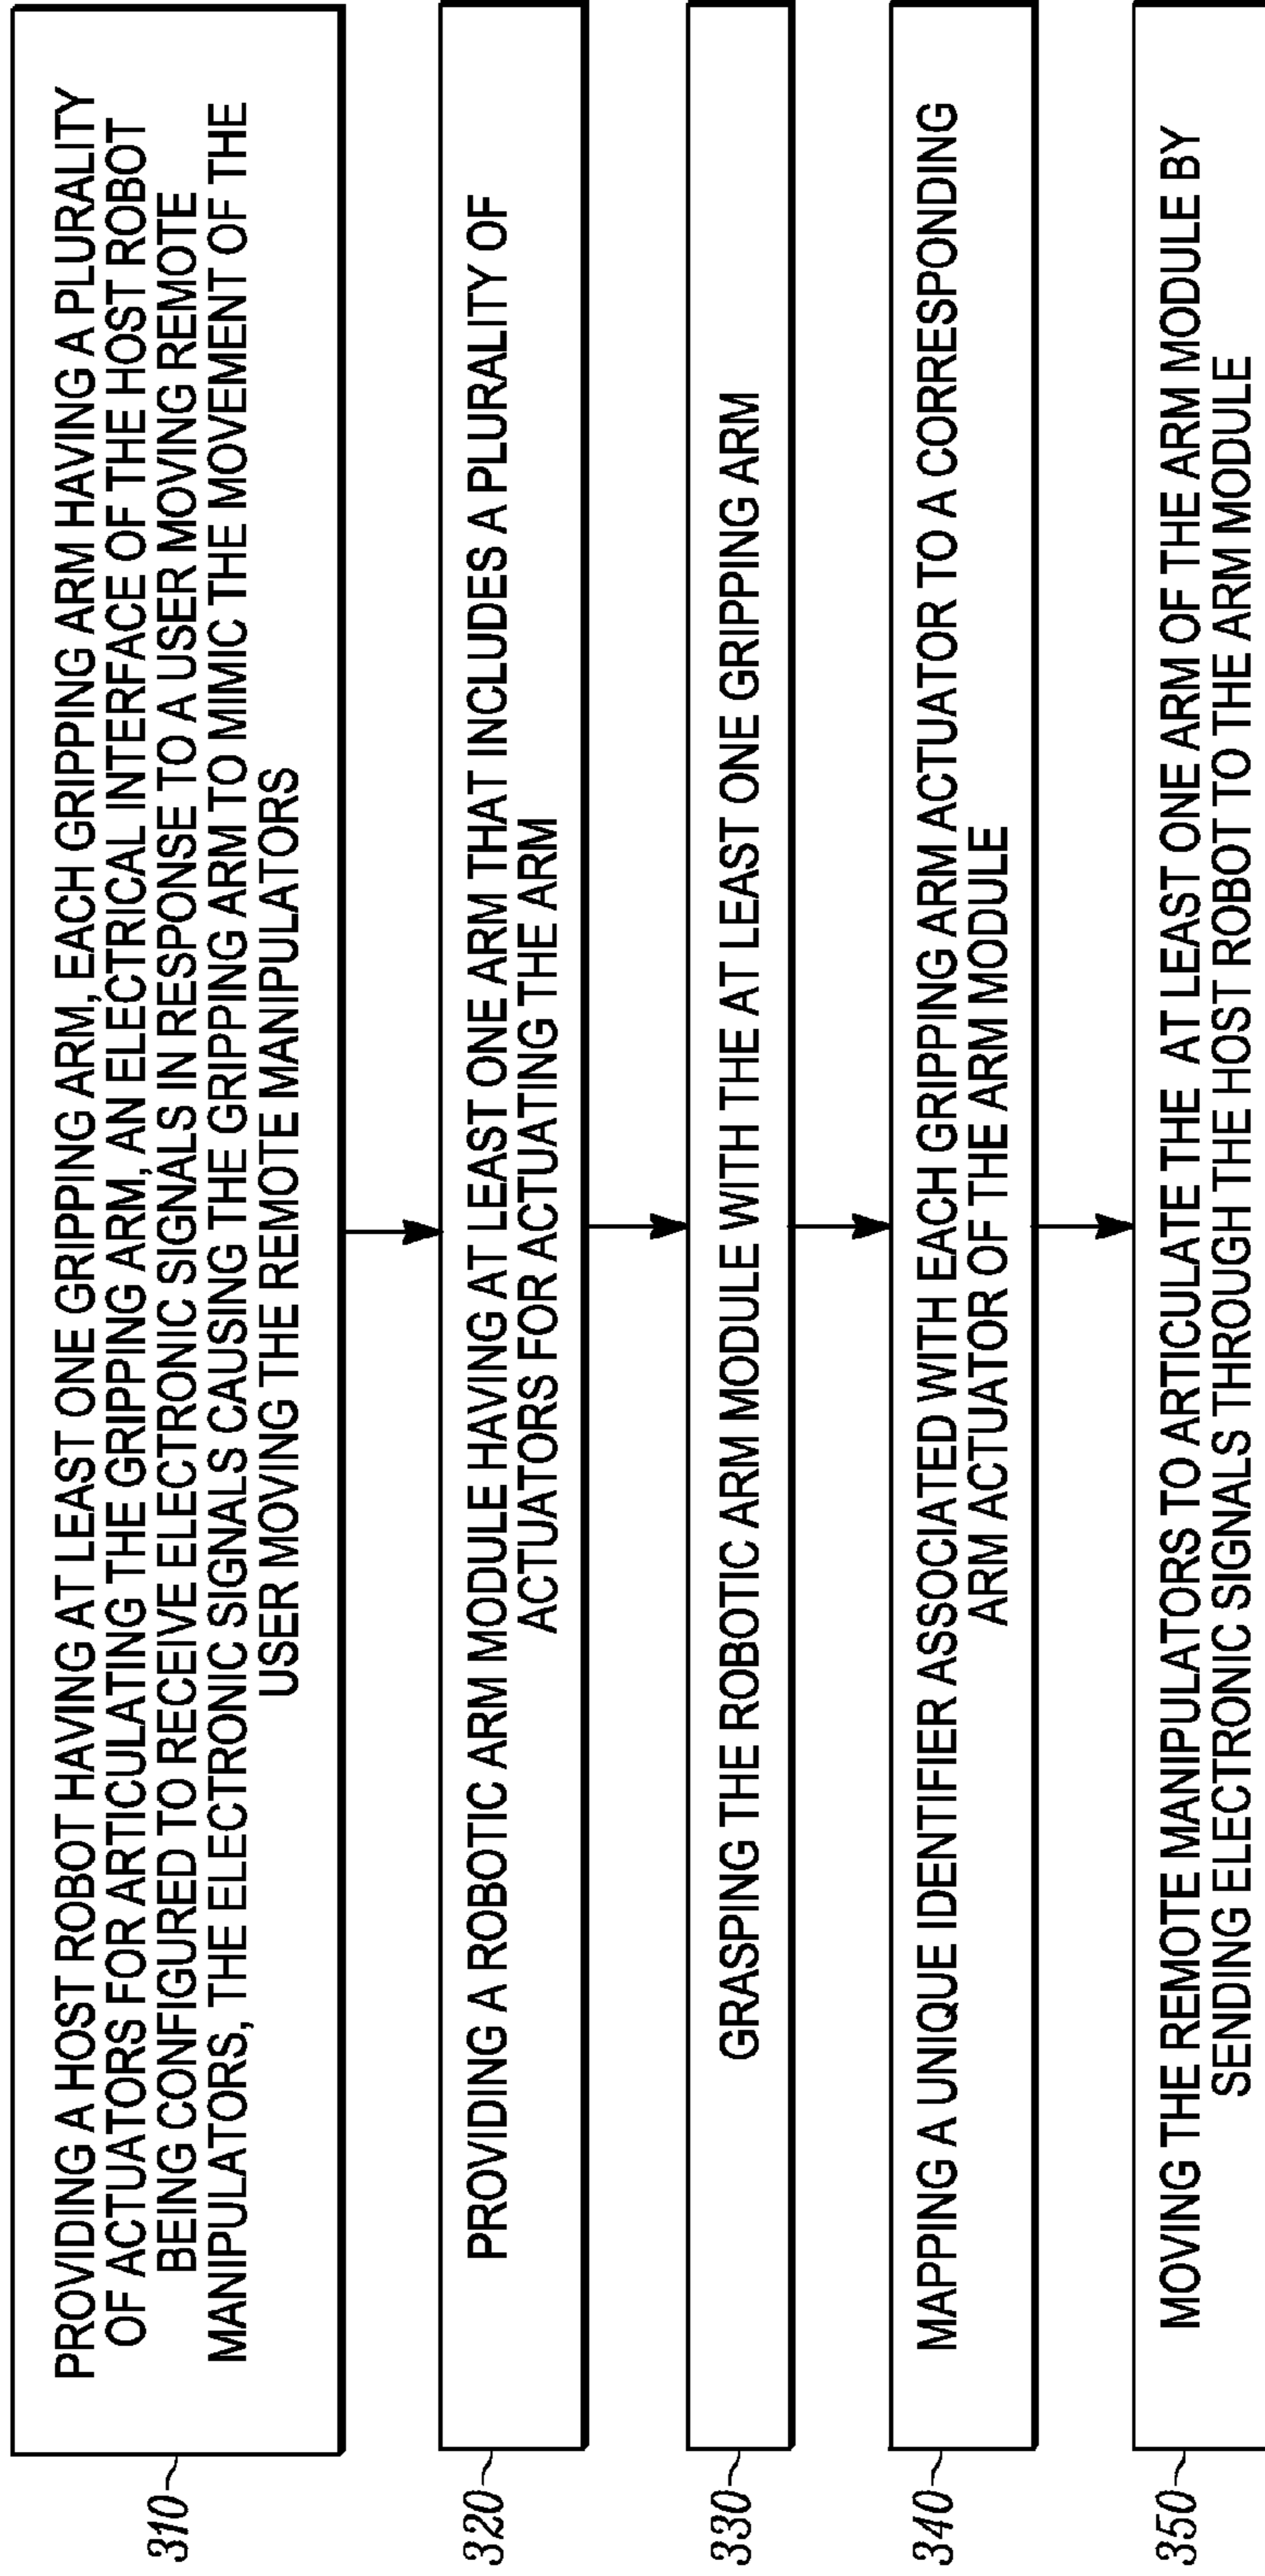 PROVIDING A HOST ROBOT HAVING AT LEAST ONE GRIPPING ARM, EACH GRIPPING ARM HAVING A PLURALITY
OF ACTUATORS FOR ARTICULATING THE GRIPPING ARM, AN ELECTRICAL INTERFACE OF THE HOST ROBOT
BEING CONFIGURED TO RECEIVE ELECTRONIC SIGNALS IN RESPONSE TO A USER MOVING REMOTE
MANIPULATORS, THE ELECTRONIC SIGNALS CAUSING THE GRIPPING ARM TO MIMIC THE MOVEMENT OF THE
USER MOVING THE REMOTE MANIPULATORS
310
PROVIDING A ROBOTIC ARM MODULE HAVING AT LEAST ONE ARM THAT INCLUDES A PLURALITY OF
ACTUATORS FOR ACTUATING THE ARM
320
GRASPING THE ROBOTIC ARM MODULE WITH THE AT LEAST ONE GRIPPING ARM
330
MAPPING A UNIQUE IDENTIFIER ASSOCIATED WITH EACH GRIPPING ARM ACTUATOR TO A CORRESPONDING
ARM ACTUATOR OF THE ARM MODULE
340
MOVING THE REMOTE MANIPULATORS TO ARTICULATE THE AT LEAST ONE ARM OF THE ARM MODULE BY
SENDING ELECTRONIC SIGNALS THROUGH THE HOST ROBOT TO THE ARM MODULE
350